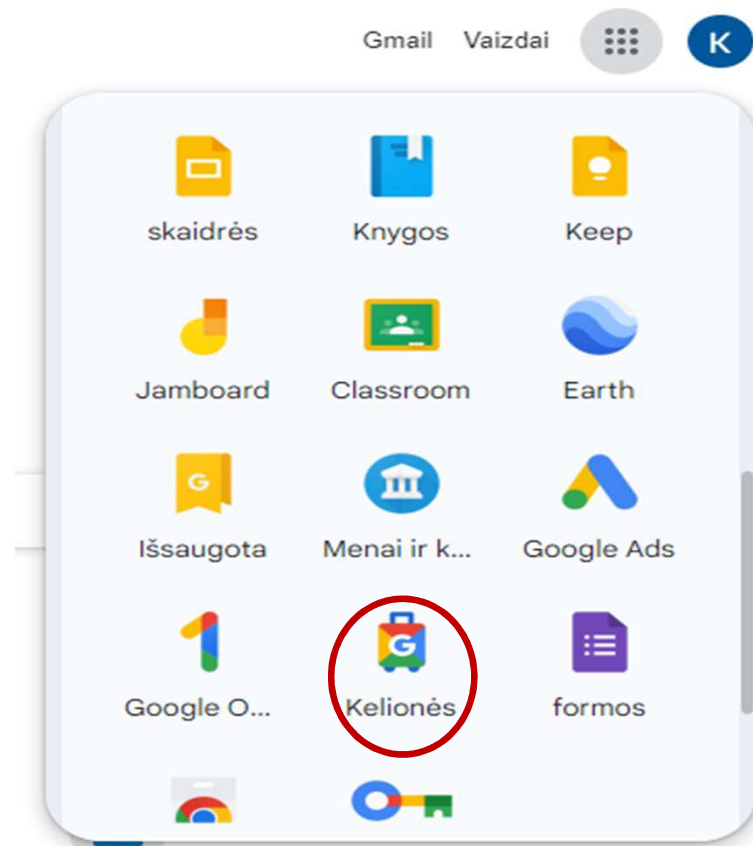 Gmail Vaizdai K
skaidrės Knygos Keep
Jamboard Classroom Earth
G
Išsaugota Menai ir k... Google Ads
G
Google O... Kelionės formos